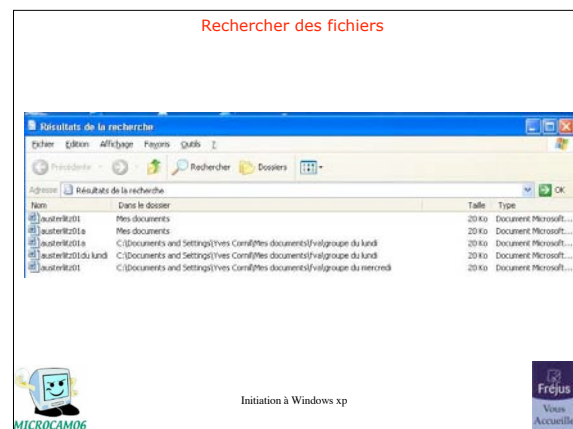 Rechercher des fichiers
Résultats de la recherche
Fichier Edition Affichage Favoris Outils ?
Précédente Rechercher Dossiers
Adresse Résultats de la recherche OK
Nom Dans le dossier Taille Type
austerlitz01 Mes documents 20 Ko Document Microsoft...
austerlitz01a Mes documents 20 Ko Document Microsoft...
austerlitz01a C:\Documents and Settings\Yves Cornil\Mes documents\fval\groupe du lundi 20 Ko Document Microsoft...
austerlitz01du lundi C:\Documents and Settings\Yves Cornil\Mes documents\fval\groupe du lundi 20 Ko Document Microsoft...
austerlitz01 C:\Documents and Settings\Yves Cornil\Mes documents\fval\groupe du mercredi 20 Ko Document Microsoft...
Initiation à Windows xp
MICROCAM06
Fréjus
Vous
Accueille